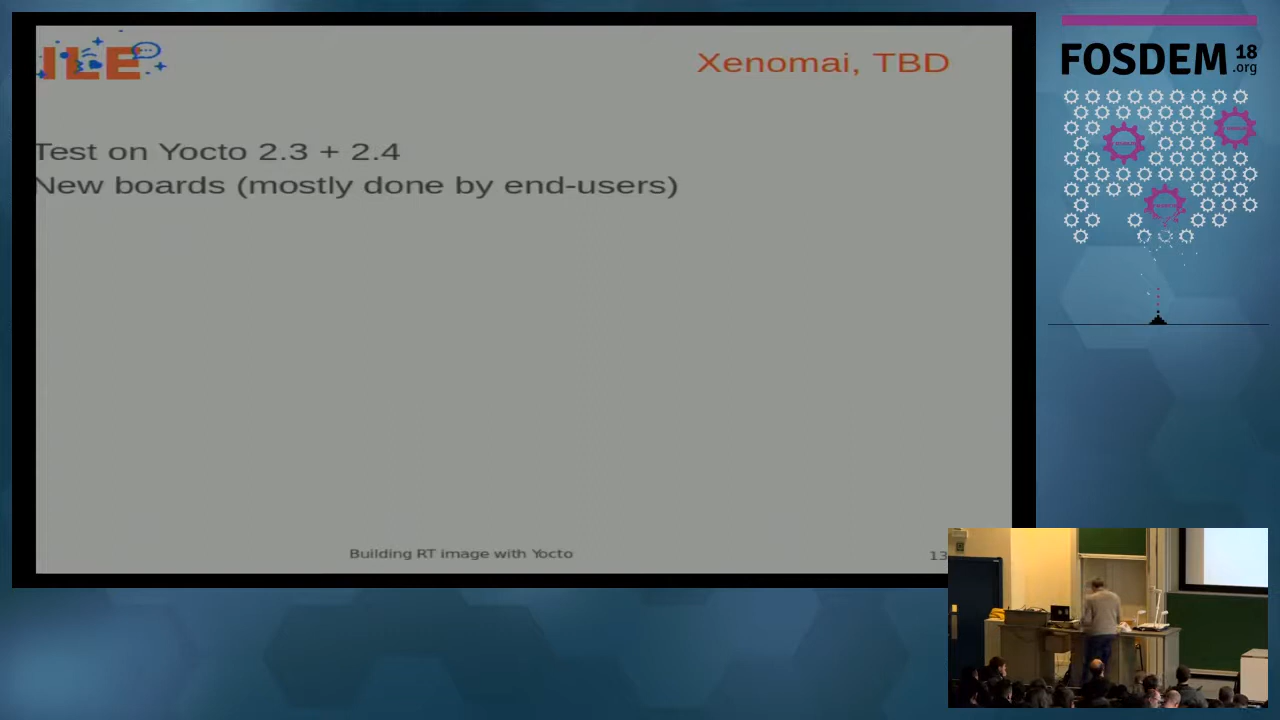 ILE
Xenomai, TBD
Test on Yocto 2.3 + 2.4
New boards (mostly done by end-users)
Building RT image with Yocto
13
FOSDEM 18
.org